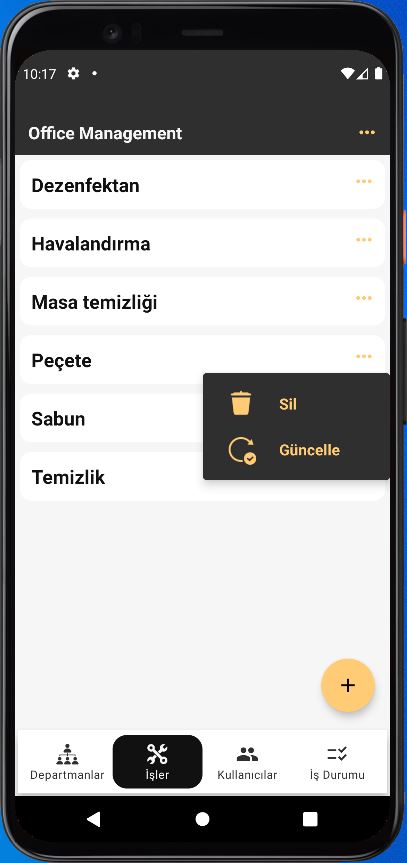 10:17
Office Management
Dezenfektan
Havalandırma
Masa temizliği
Peçete
Sil
Sabun
Güncelle
Temizlik
Departmanlar
İşler
Kullanıcılar
İş Durumu